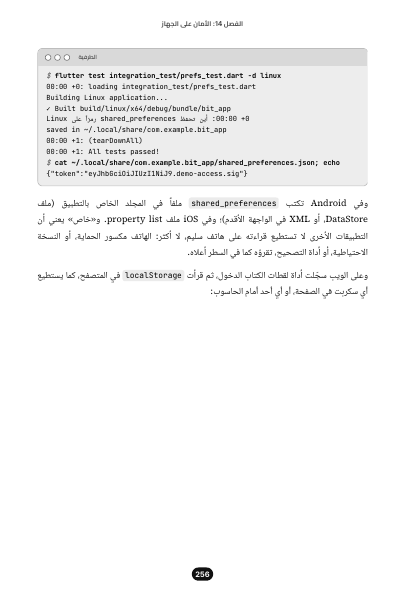 الفصل 14: الأمان على الجهاز
الطرفية
$ flutter test integration_test/prefs_test.dart -d linux
00:00 +0: loading integration_test/prefs_test.dart
Building Linux application...
✓ Built build/linux/x64/debug/bundle/bit_app
00:00 +0: أين تحفظ shared_preferences رمزاً على Linux
saved in ~/.local/share/com.example.bit_app
00:00 +1: (tearDownAll)
00:00 +1: All tests passed!
$ cat ~/.local/share/com.example.bit_app/shared_preferences.json; echo
{"token":"eyJhbGciOiJIUzI1NiJ9.demo-access.sig"}
وفي Android تكتب shared_preferences ملفاً في المجلد الخاص بالتطبيق (ملف
DataStore، أو XML في الواجهة الأقدم)؛ وفي iOS ملف property list. و«خاص» يعني أن
التطبيقات الأخرى لا تستطيع قراءته على هاتف سليم، لا أكثر: الهاتف مكسور الحماية، أو النسخة
الاحتياطية، أو أداة التصحيح، تقرؤه كما في السطر أعلاه.
وعلى الويب سجّلت أداة لقطات الكتاب الدخول، ثم قرأت localStorage في المتصفح، كما يستطيع
أي سكربت في الصفحة، أو أي أحد أمام الحاسوب:
256